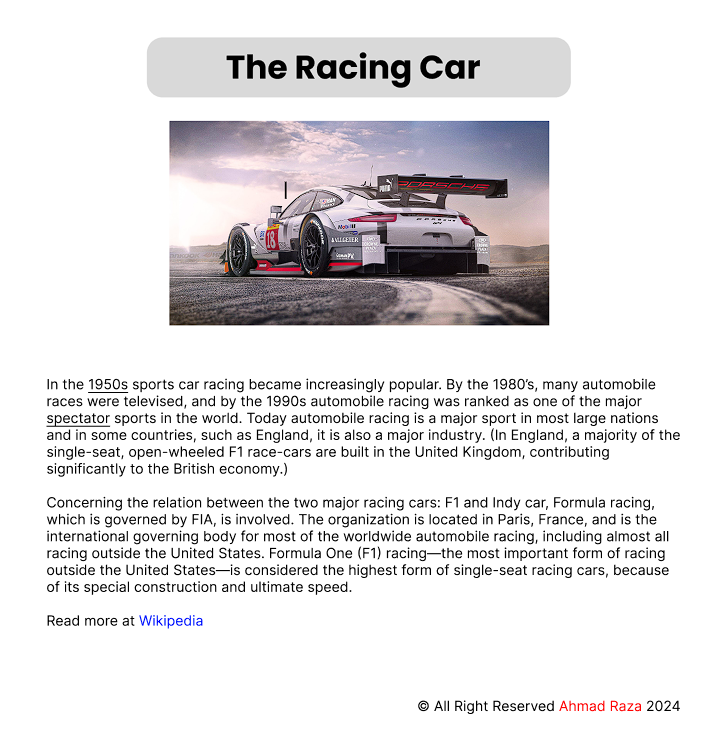 The Racing Car
PORSCHE
PUMA
Mobil
18
KALLGEIER
In the 1950s sports car racing became increasingly popular. By the 1980’s, many automobile
races were televised, and by the 1990s automobile racing was ranked as one of the major
spectator sports in the world. Today automobile racing is a major sport in most large nations
and in some countries, such as England, it is also a major industry. (In England, a majority of the
single-seat, open-wheeled F1 race-cars are built in the United Kingdom, contributing
significantly to the British economy.)
Concerning the relation between the two major racing cars: F1 and Indy car, Formula racing,
which is governed by FIA, is involved. The organization is located in Paris, France, and is the
international governing body for most of the worldwide automobile racing, including almost all
racing outside the United States. Formula One (F1) racing—the most important form of racing
outside the United States—is considered the highest form of single-seat racing cars, because
of its special construction and ultimate speed.
Read more at Wikipedia
© All Right Reserved Ahmad Raza 2024